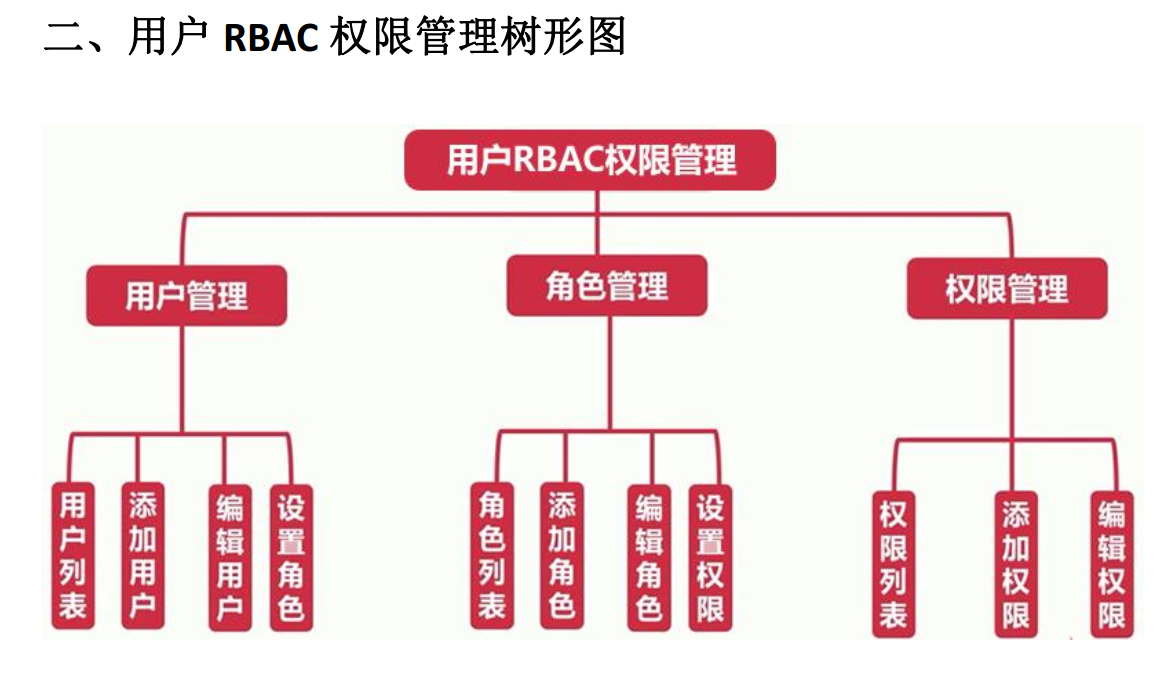 二、用户 RBAC 权限管理树形图
用户RBAC权限管理
用户管理
角色管理
权限管理
用户列表
添加用户
编辑用户
设置角色
角色列表
添加角色
编辑角色
设置权限
权限列表
添加权限
编辑权限